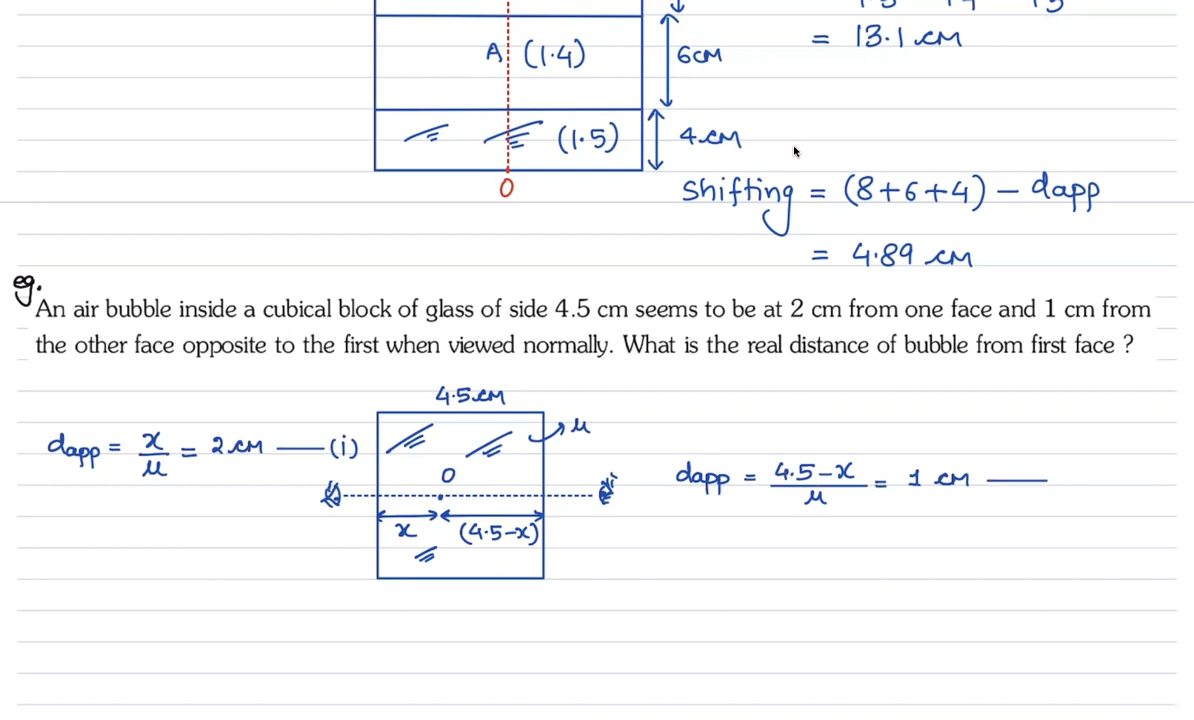 = 13.1 cm
A (1.4)
6cm
(1.5)
4cm
O
Shifting = (8+6+4) - dapp
= 4.89 cm
eg.
An air bubble inside a cubical block of glass of side 4.5 cm seems to be at 2 cm from one face and 1 cm from
the other face opposite to the first when viewed normally. What is the real distance of bubble from first face ?
4.5cm
dapp = x/μ = 2cm —(i)
μ
O
dapp = 4.5-x/μ = 1 cm —
x
(4.5-x)